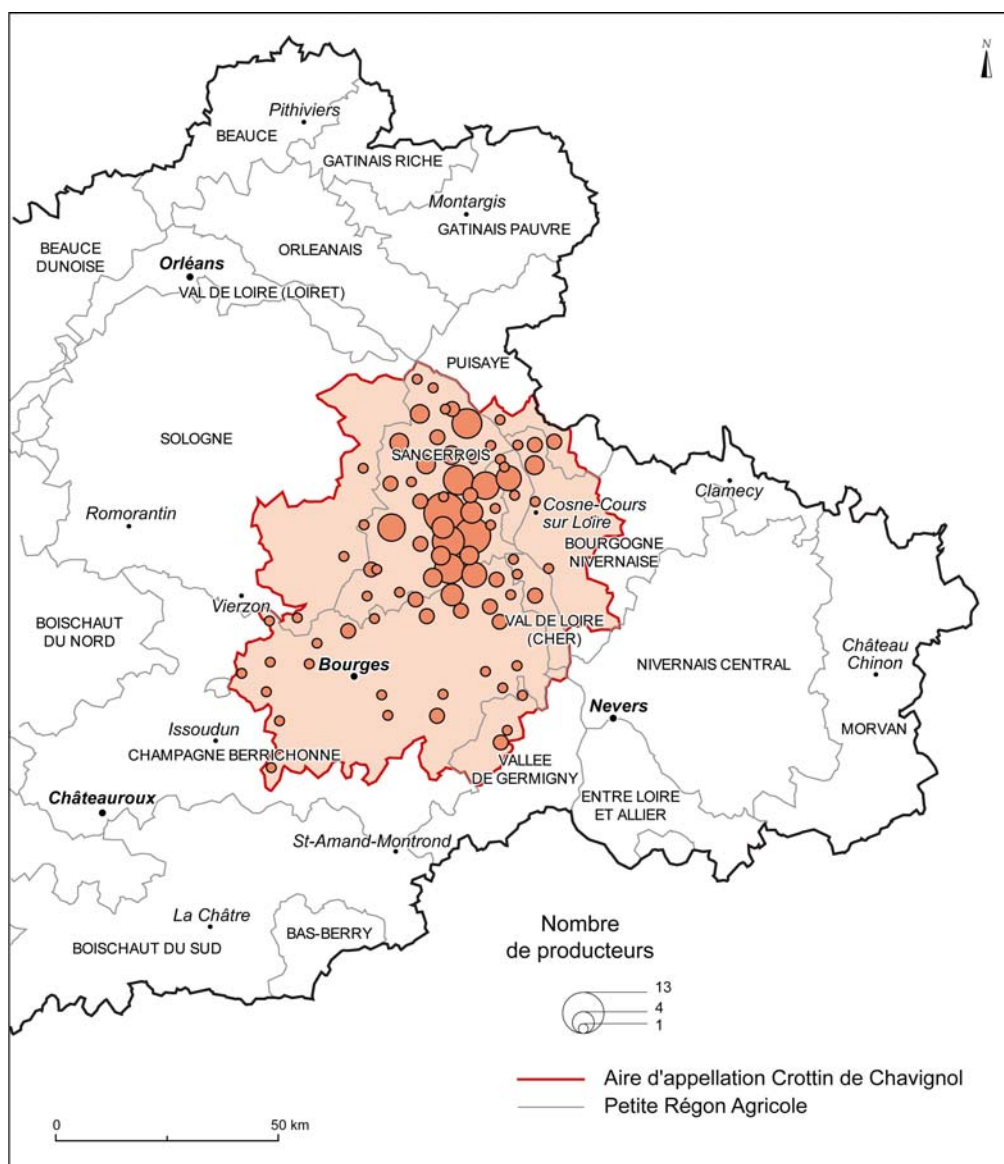 N
Pithiviers
BEAUCE
GATINAIS RICHE
Montargis
GATINAIS PAUVRE
BEAUCE
DUNOISE
ORLEANAIS
Orléans
VAL DE LOIRE (LOIRET)
PUISAYE
SOLOGNE
SANCERROIS
Clamecy
Romorantin
Cosne-Cours
sur Loire
BOURGOGNE
NIVERNAISE
Vierzon
BOISCHAUT
DU NORD
VAL DE LOIRE
(CHER)
Château
Chinon
NIVERNAIS CENTRAL
Bourges
Nevers
MORVAN
Issoudun
CHAMPAGNE BERRICHONNE
VALLEE
DE GERMIGNY
Châteauroux
ENTRE LOIRE
ET ALLIER
St-Amand-Montrond
La Châtre
BOISCHAUT DU SUD
BAS-BERRY
Nombre
de producteurs
13
4
1
Aire d'appellation Crottin de Chavignol
Petite Régon Agricole
0
50 km